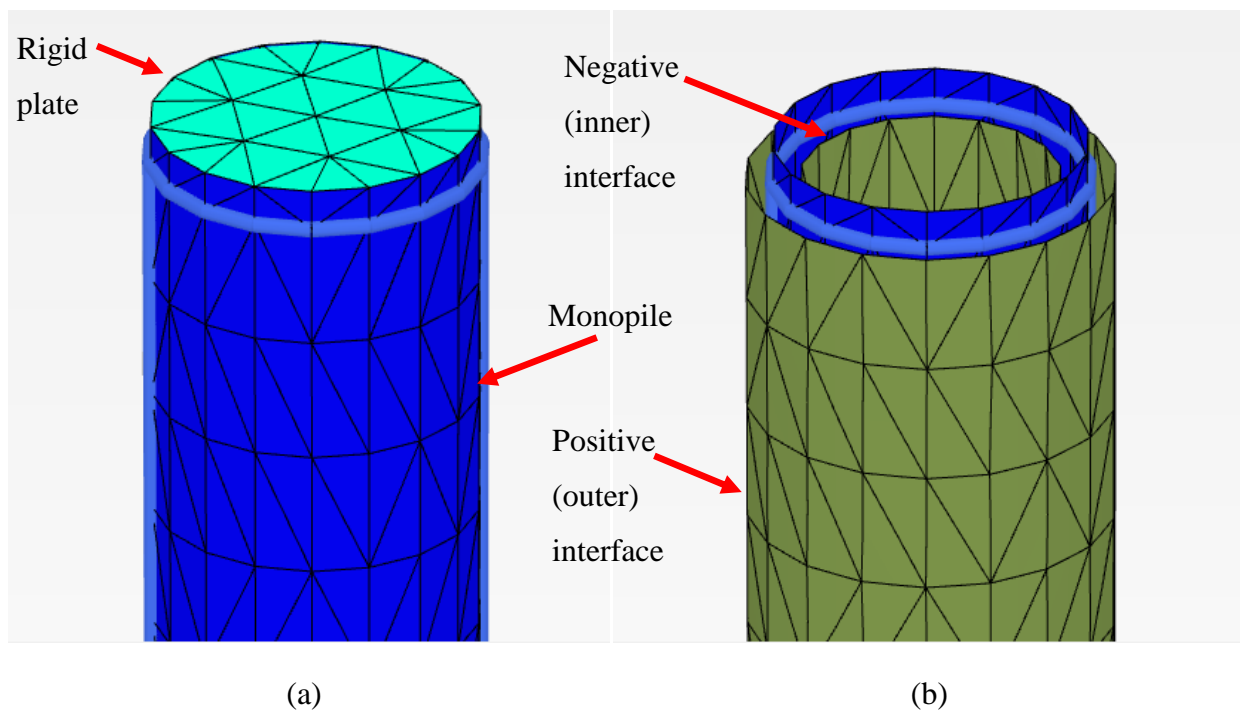 Rigid
plate
Negative
(inner)
interface
Monopile
Positive
(outer)
interface
(a)
(b)